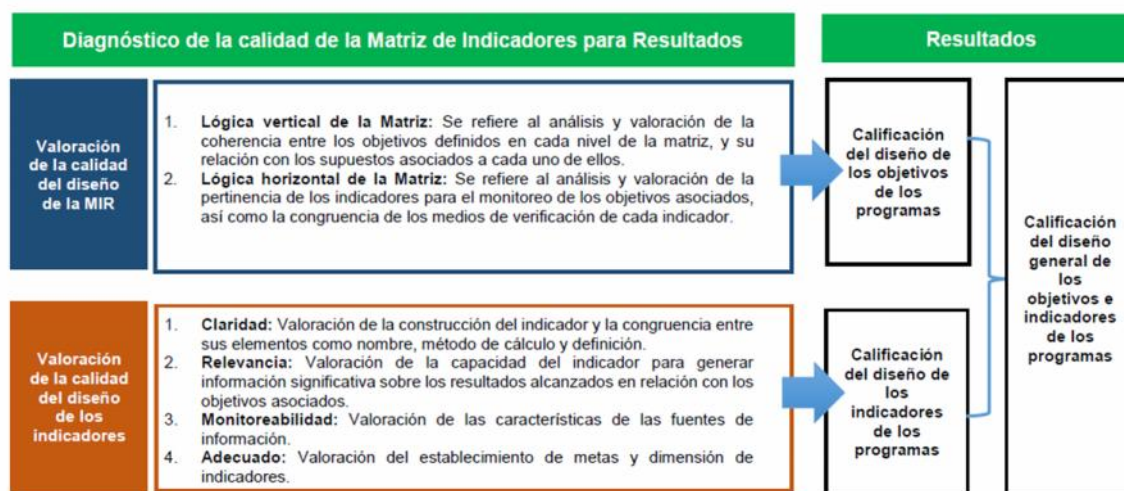 Diagnóstico de la calidad de la Matriz de Indicadores para Resultados
Resultados
Valoración
de la calidad
del diseño
de la MIR
1. Lógica vertical de la Matriz: Se refiere al análisis y valoración de la
coherencia entre los objetivos definidos en cada nivel de la matriz, y su
relación con los supuestos asociados a cada uno de ellos.
2. Lógica horizontal de la Matriz: Se refiere al análisis y valoración de la
pertinencia de los indicadores para el monitoreo de los objetivos asociados,
así como la congruencia de los medios de verificación de cada indicador.
Calificación
del diseño de
los objetivos
de los
programas
Valoración
de la calidad
del diseño
de los
indicadores
1. Claridad: Valoración de la construcción del indicador y la congruencia entre
sus elementos como nombre, método de cálculo y definición.
2. Relevancia: Valoración de la capacidad del indicador para generar
información significativa sobre los resultados alcanzados en relación con los
objetivos asociados.
3. Monitoreabilidad: Valoración de las características de las fuentes de
información.
4. Adecuado: Valoración del establecimiento de metas y dimensión de
indicadores.
Calificación
del diseño de
los
indicadores
de los
programas
Calificación
del diseño
general de
los
objetivos e
indicadores
de los
programas